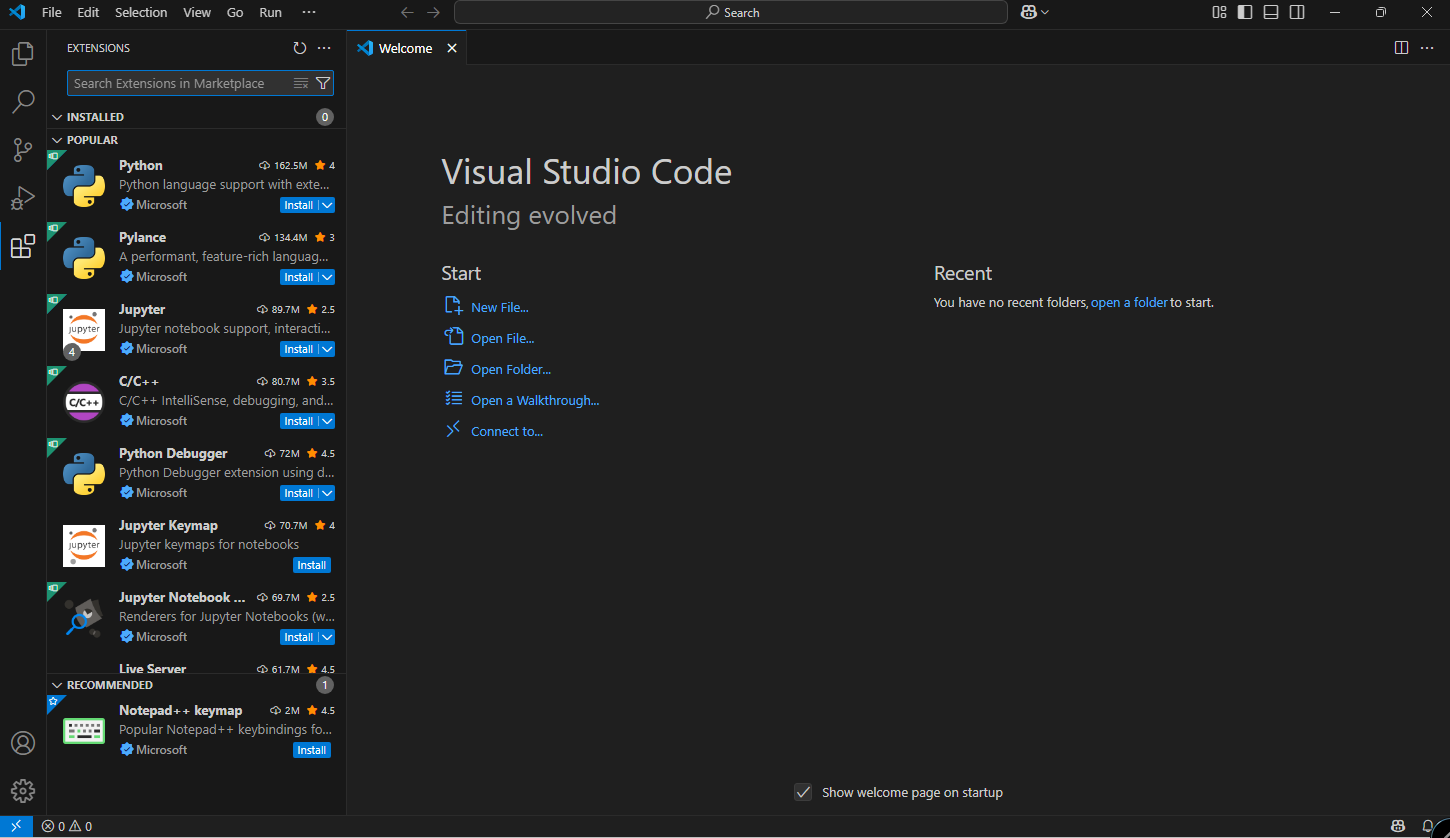 File Edit Selection View Go Run ···
Search
EXTENSIONS
Welcome
Search Extensions in Marketplace
INSTALLED 0
POPULAR
Python 162.5M 4
Python language support with exte...
Microsoft Install
Pylance 134.4M 3
A performant, feature-rich languag...
Microsoft Install
Jupyter 89.7M 2.5
Jupyter notebook support, interacti...
Microsoft Install
jupyter
4
C/C++ 80.7M 3.5
C/C++ IntelliSense, debugging, and...
Microsoft Install
C/C++
Python Debugger 72M 4.5
Python Debugger extension using d...
Microsoft Install
Jupyter Keymap 70.7M 4
Jupyter keymaps for notebooks
Microsoft Install
jupyter
Jupyter Notebook ... 69.7M 2.5
Renderers for Jupyter Notebooks (w...
Microsoft Install
Live Server 61.7M 4.5
RECOMMENDED 1
Notepad++ keymap 2M 4.5
Popular Notepad++ keybindings fo...
Microsoft Install
Visual Studio Code
Editing evolved
Start
New File...
Open File...
Open Folder...
Open a Walkthrough...
Connect to...
Recent
You have no recent folders, open a folder to start.
Show welcome page on startup
0 0